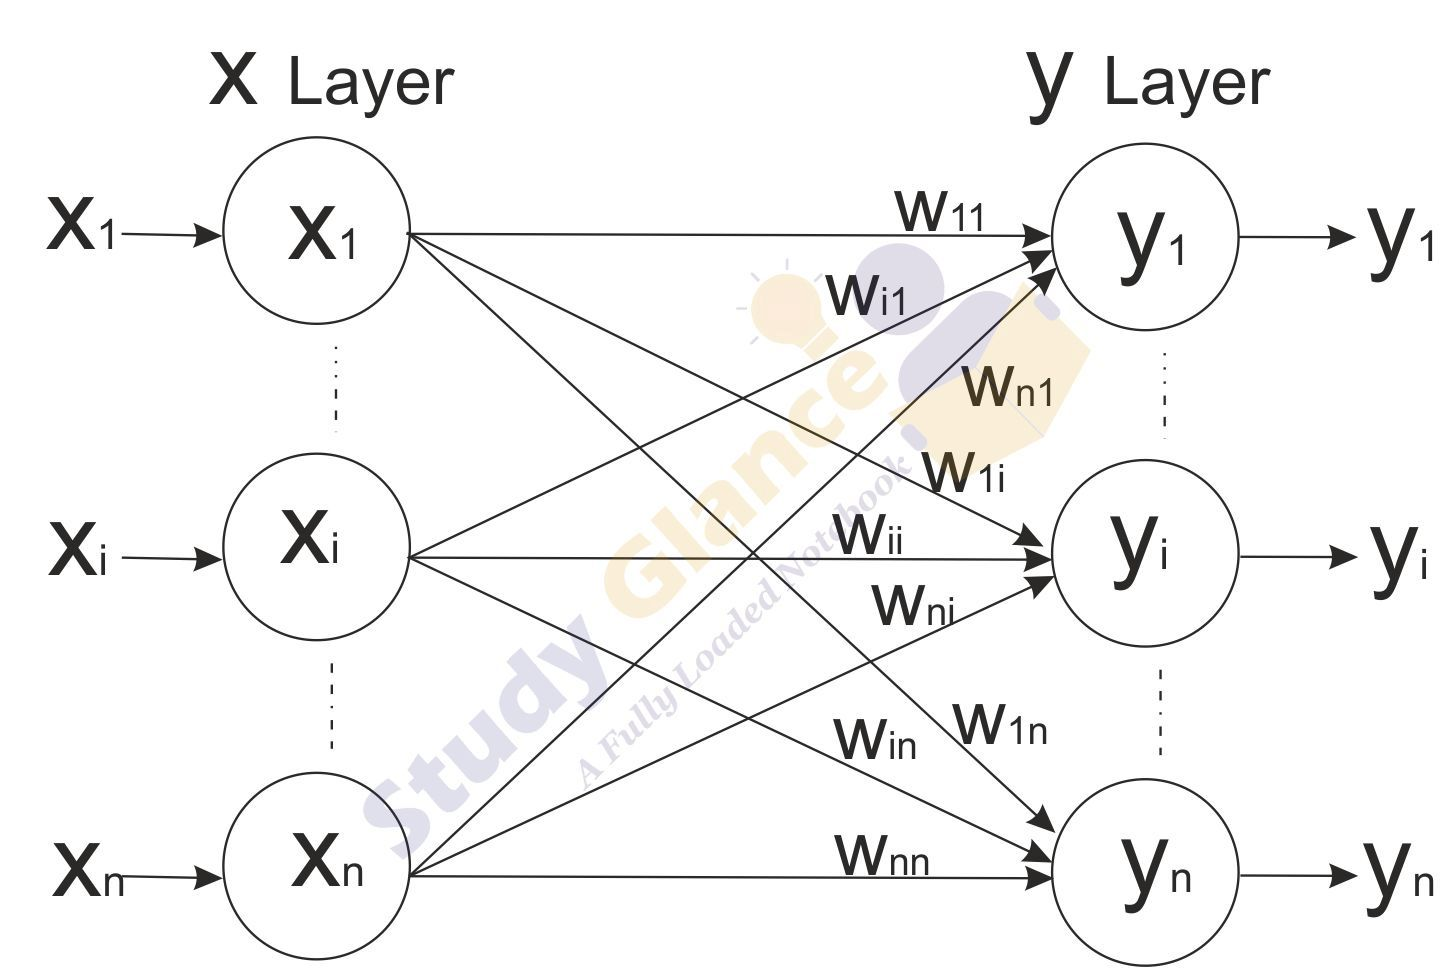 x Layer y Layer
x1 x1 w11 y1 y1
wi1
wn1
w1i
xi xi wii yi yi
wni
win w1n
xn xn wnn yn yn
Study Glance
A Fully Loaded Notebook